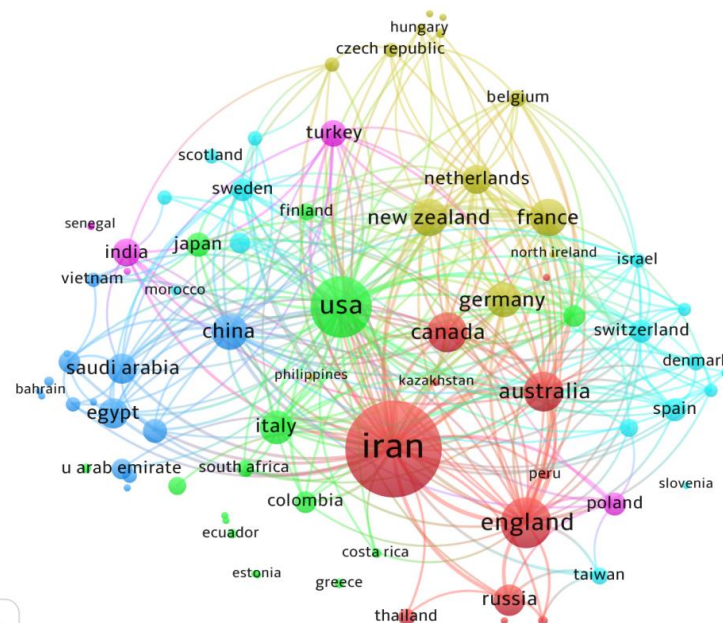 hungary
czech republic
belgium
turkey
scotland
netherlands
sweden
finland
new zealand
france
senegal
japan
india
north ireland
israel
vietnam
morocco
usa
germany
china
canada
switzerland
saudi arabia
philippines
kazakhstan
denmark
bahrain
australia
egypt
spain
italy
iran
u arab emirate
south africa
peru
slovenia
colombia
poland
england
ecuador
costa rica
estonia
greece
taiwan
russia
thailand